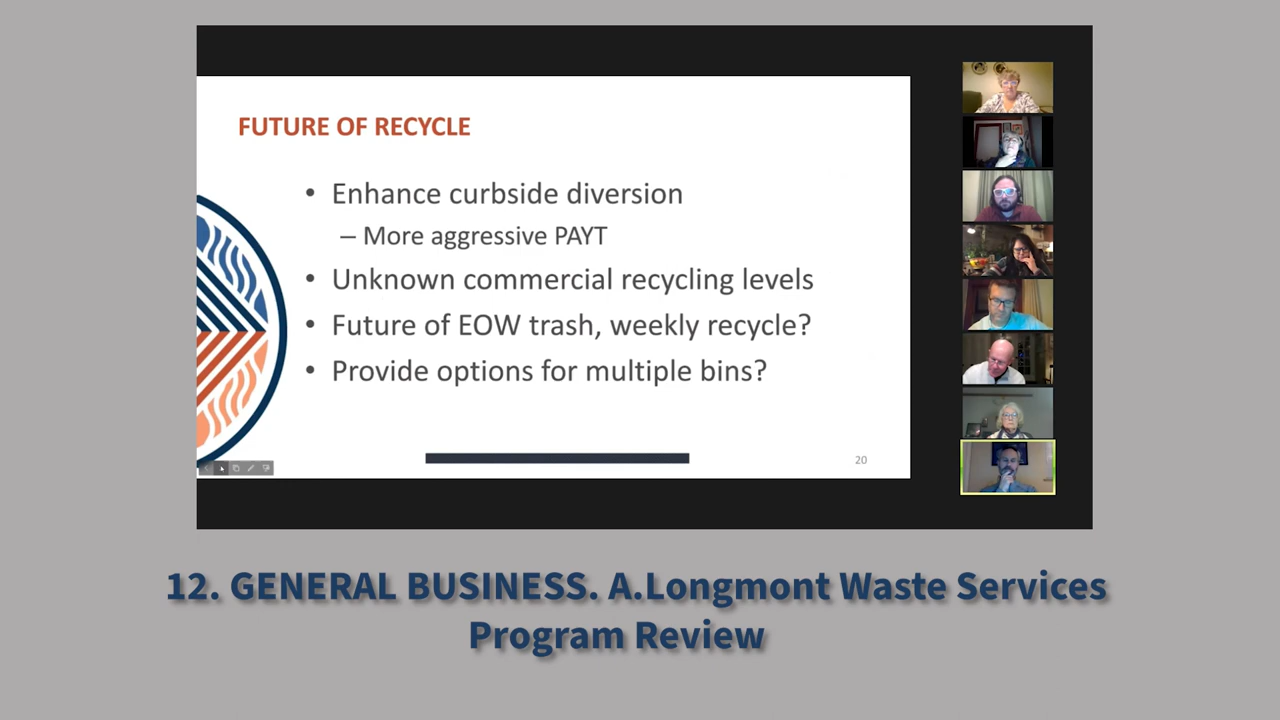 FUTURE OF RECYCLE
• Enhance curbside diversion
– More aggressive PAYT
• Unknown commercial recycling levels
• Future of EOW trash, weekly recycle?
• Provide options for multiple bins?
20
12. GENERAL BUSINESS. A.Longmont Waste Services
Program Review